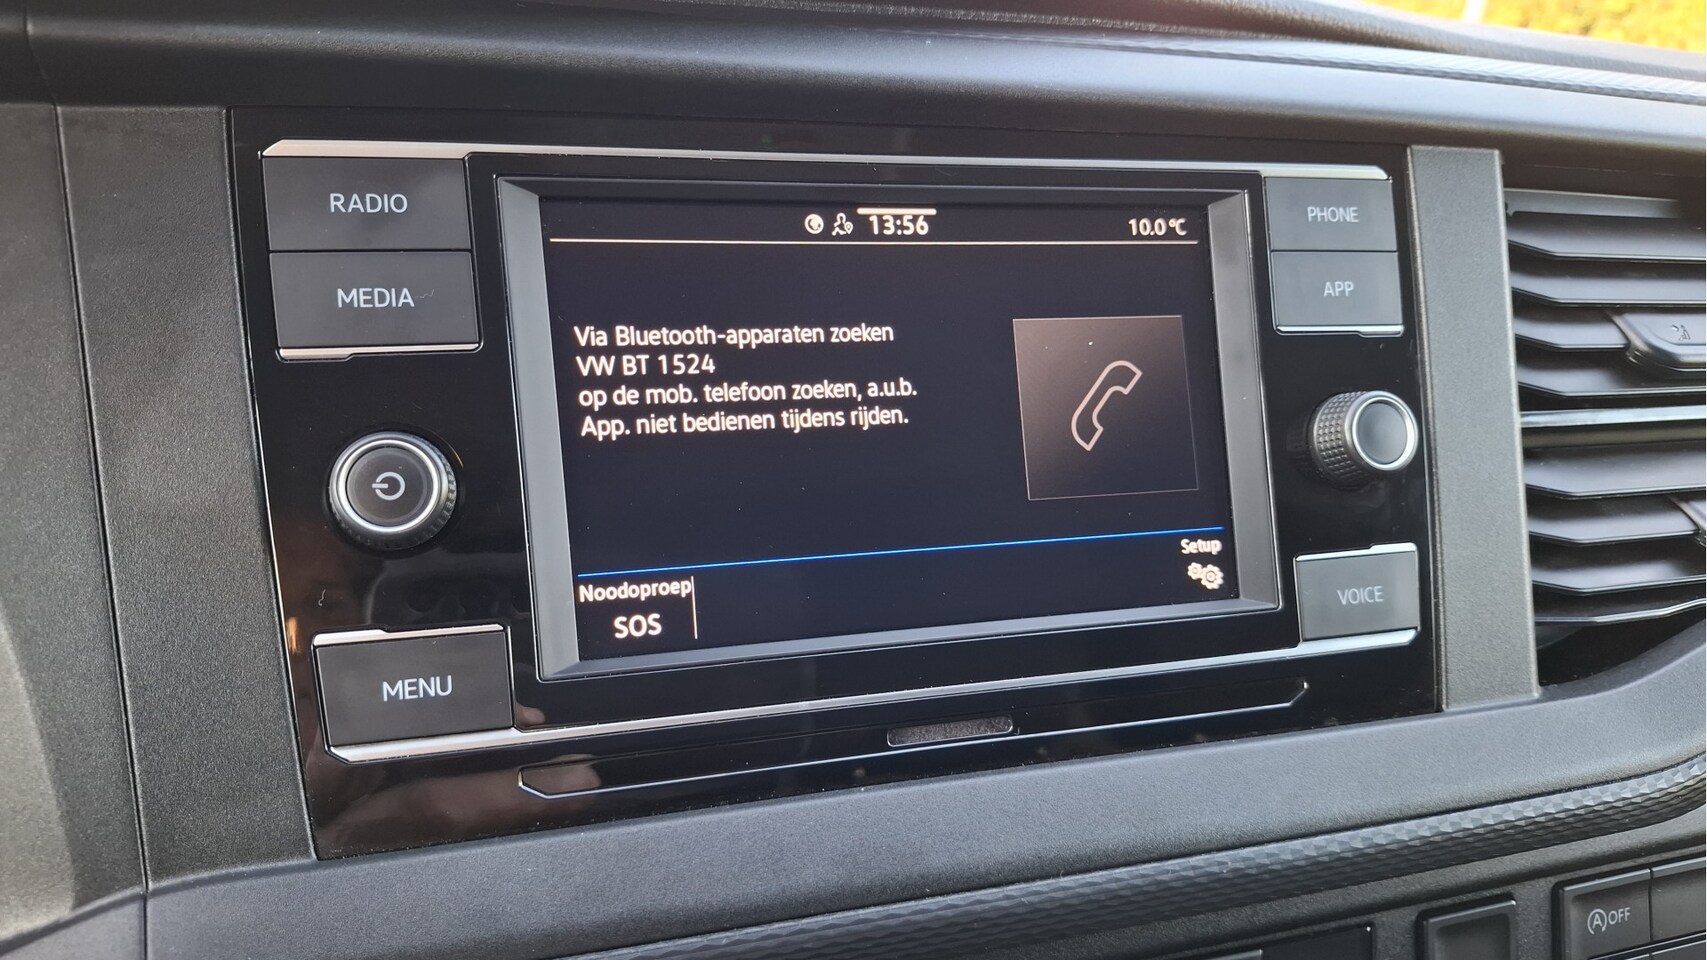 RADIO
MEDIA
13:56
10.0°C
PHONE
APP
Via Bluetooth-apparaten zoeken
VW BT 1524
op de mob. telefoon zoeken, a.u.b.
App. niet bedienen tijdens rijden.
Setup
Noodoproep
SOS
VOICE
MENU
A OFF